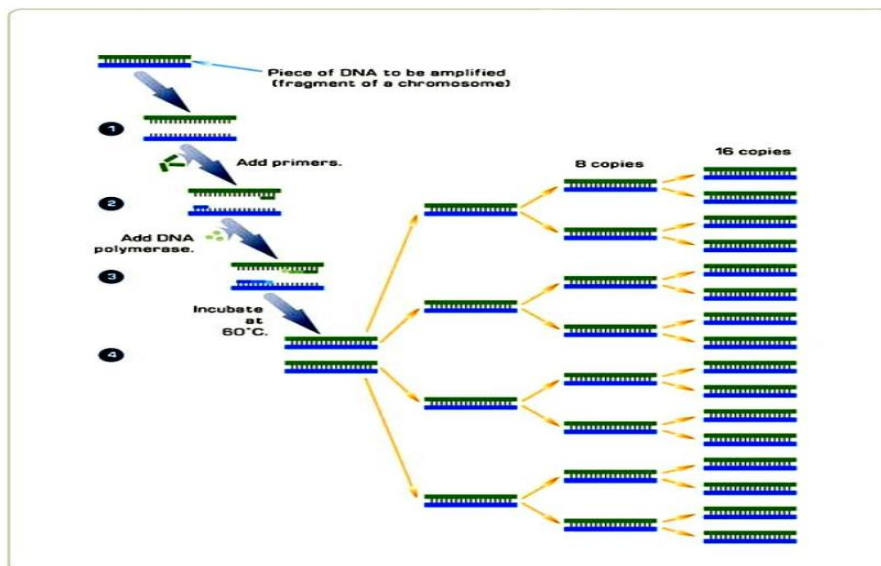 Piece of DNA to be amplified
(fragment of a chromosome)
1
Add primers.
2
Add DNA
polymerase.
3
Incubate
at
60°C.
4
8 copies
16 copies